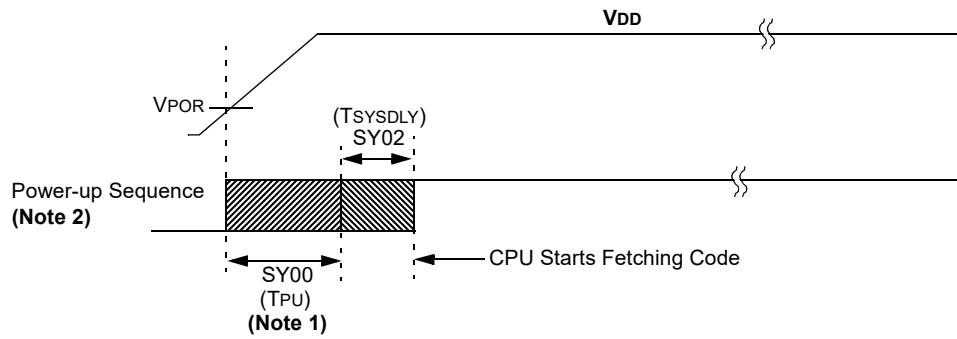 VDD
VPOR
(TSYSDLY)
SY02
Power-up Sequence
(Note 2)
CPU Starts Fetching Code
SY00
(TPU)
(Note 1)